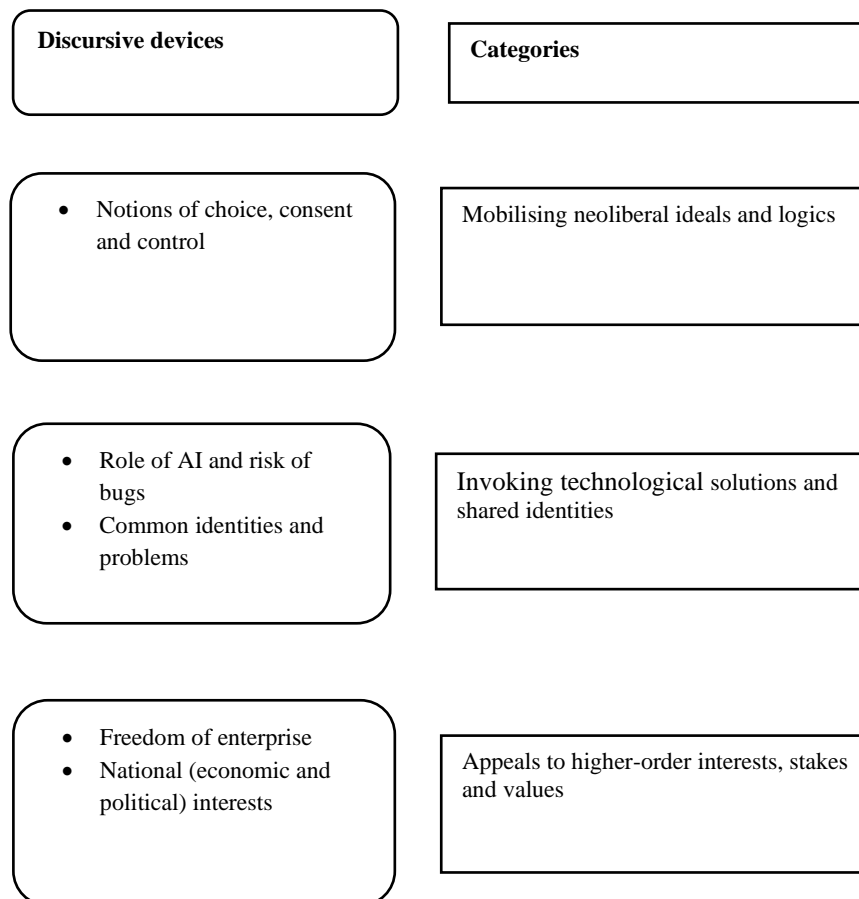 Discursive devices
Categories
• Notions of choice, consent
and control
Mobilising neoliberal ideals and logics
• Role of AI and risk of
bugs
• Common identities and
problems
Invoking technological solutions and
shared identities
• Freedom of enterprise
• National (economic and
political) interests
Appeals to higher-order interests, stakes
and values